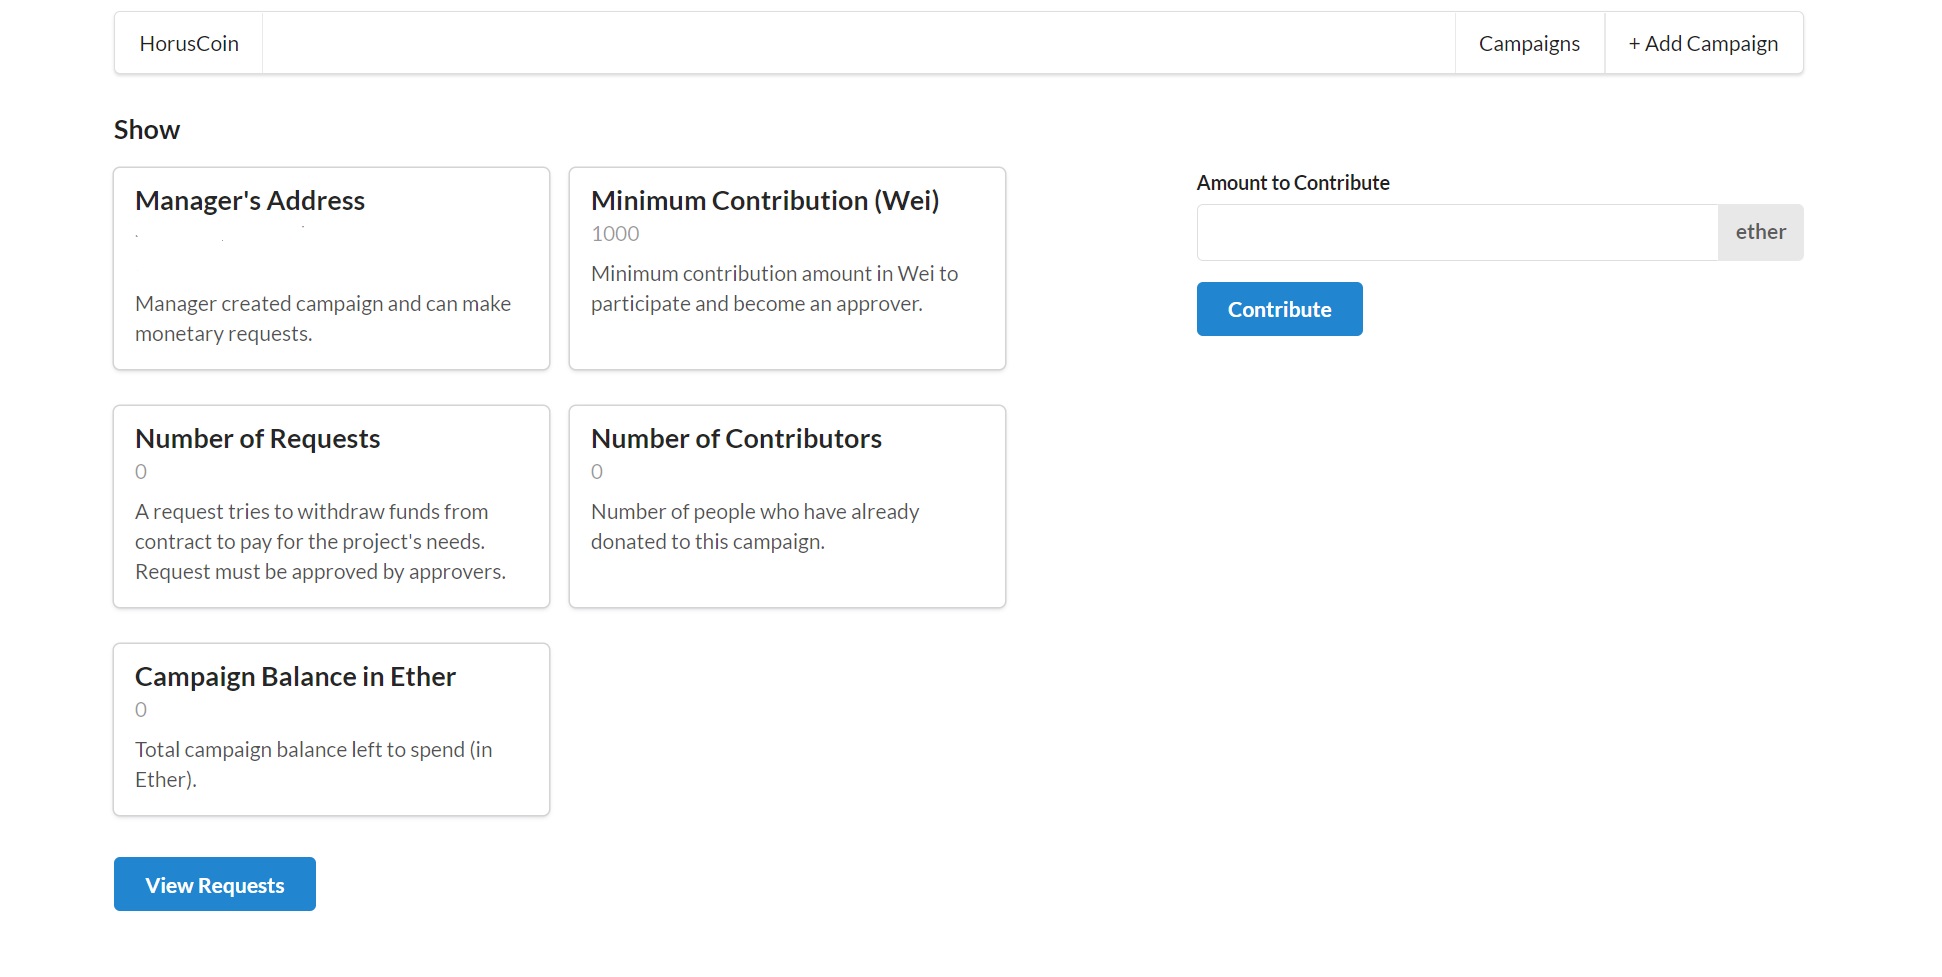 HorusCoin
Campaigns
+ Add Campaign
Show
Manager's Address
Manager created campaign and can make
monetary requests.
Minimum Contribution (Wei)
1000
Minimum contribution amount in Wei to
participate and become an approver.
Amount to Contribute
ether
Contribute
Number of Requests
0
A request tries to withdraw funds from
contract to pay for the project's needs.
Request must be approved by approvers.
Number of Contributors
0
Number of people who have already
donated to this campaign.
Campaign Balance in Ether
0
Total campaign balance left to spend (in
Ether).
View Requests